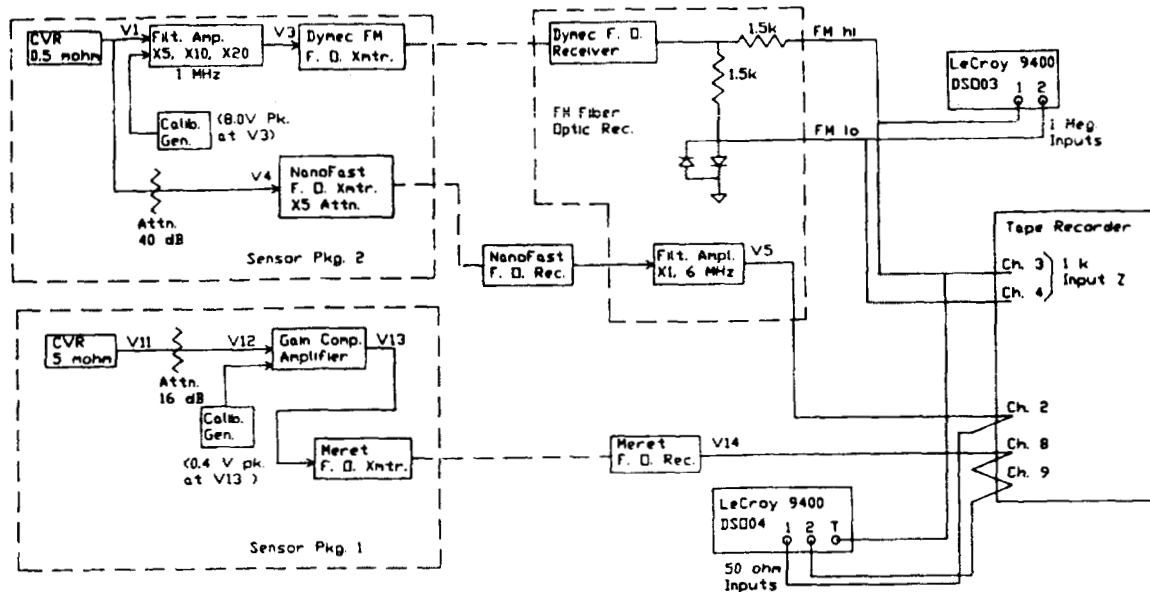 CVR
0.5 mohm
V1
Filt. Amp.
X5, X10, X20
1 MHz
V3
Dymec FM
F. O. Xmtr.
Calib.
Gen.
(8.0V Pk.
at V3)
Attn.
40 dB
V4
NanoFast
F. O. Xmtr.
X5 Attn.
Sensor Pkg. 2
Dymec F. O.
Receiver
1.5k
1.5k
FM hi
FM Fiber
Optic Rec.
FM lo
LeCroy 9400
DSO03
1 2
1 Meg.
Inputs
NanoFast
F. O. Rec.
Filt. Ampl.
X1, 6 MHz
V5
Tape Recorder
Ch. 3
Ch. 4
1 k
Input Z
Ch. 2
Ch. 8
Ch. 9
CVR
5 mohm
V11
Attn.
16 dB
V12
Gain Comp.
Amplifier
V13
Calib.
Gen.
(0.4 V pk.
at V13 )
Meret
F. O. Xmtr.
Sensor Pkg. 1
Meret
F. O. Rec.
V14
LeCroy 9400
DSO04
1 2 T
50 ohm
Inputs